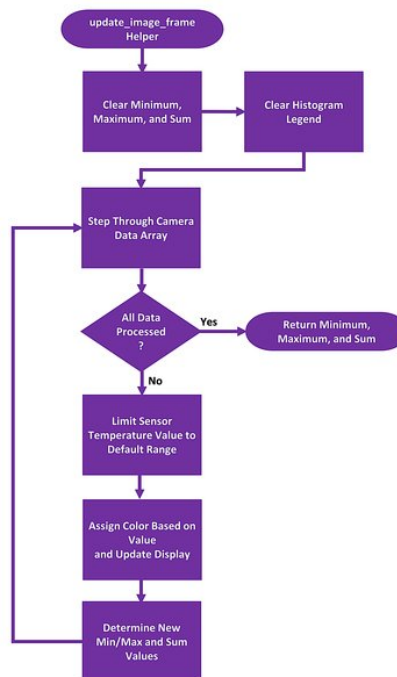 update_image_frame
Helper
Clear Minimum,
Maximum, and Sum
Clear Histogram
Legend
Step Through Camera
Data Array
All Data
Processed
?
Yes
Return Minimum,
Maximum, and Sum
No
Limit Sensor
Temperature Value to
Default Range
Assign Color Based on
Value
and Update Display
Determine New
Min/Max and Sum
Values